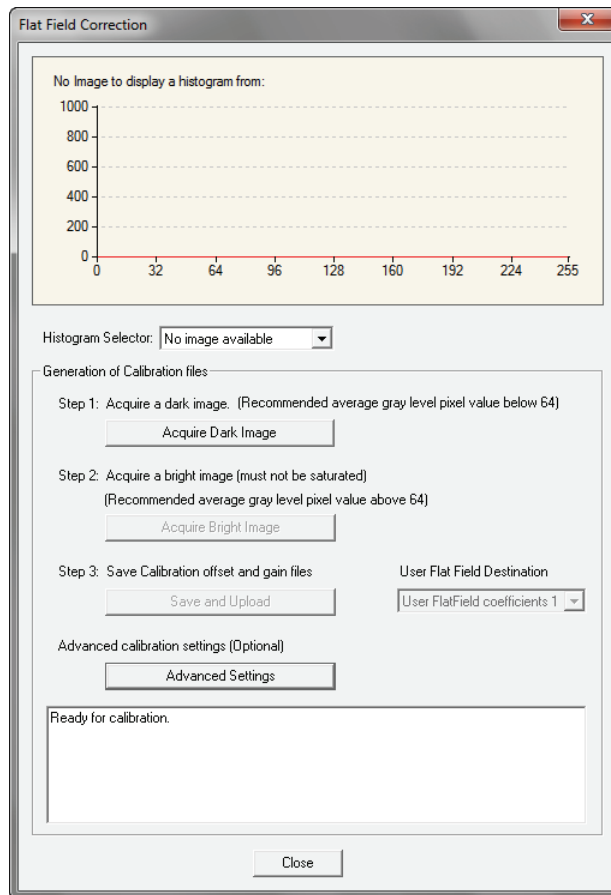 Flat Field Correction
No Image to display a histogram from:
1000
800
600
400
200
0
0 32 64 96 128 160 192 224 255
Histogram Selector: No image available
Generation of Calibration files
Step 1: Acquire a dark image. (Recommended average gray level pixel value below 64)
Acquire Dark Image
Step 2: Acquire a bright image (must not be saturated)
(Recommended average gray level pixel value above 64)
Acquire Bright Image
Step 3: Save Calibration offset and gain files User Flat Field Destination
Save and Upload User FlatField coefficients 1
Advanced calibration settings (Optional)
Advanced Settings
Ready for calibration.
Close